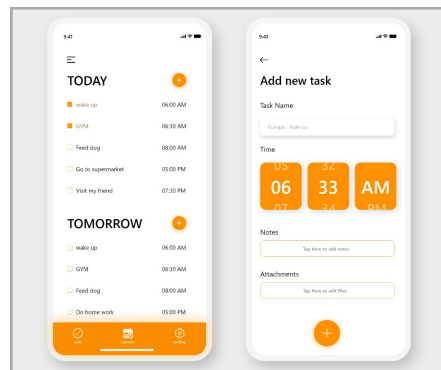 9:41
TODAY
wake up 06:00 AM
GYM 06:30 AM
Feed dog 08:00 AM
Go to supermarket 05:00 PM
Visit my friend 07:30 PM
TOMORROW
wake up 06:00 AM
GYM 06:30 AM
Feed dog 08:00 AM
Do home work 05:00 PM
calendar
settings
9:41
Add new task
Task Name
Example : Wake up
Time
05 32
06 33 AM
07 34 PM
Notes
Tap Here to add notes
Attachments
Tap Here to add files